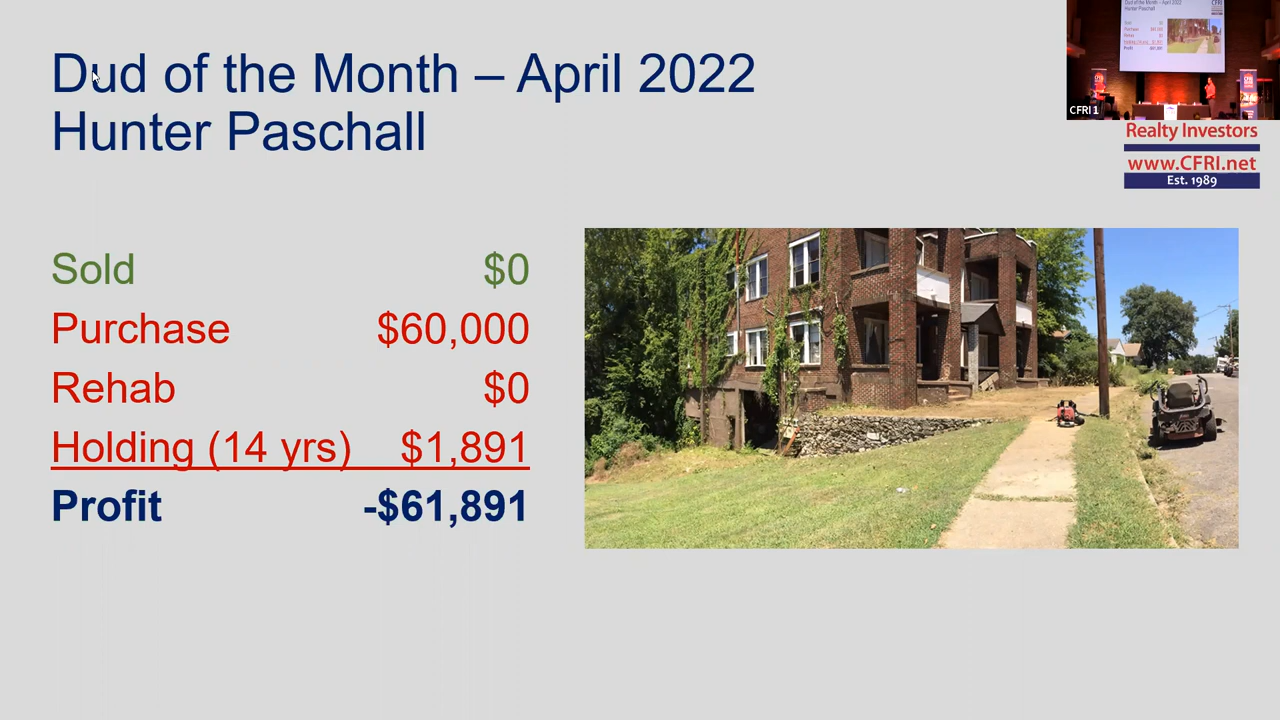 Dud of the Month – April 2022
Hunter Paschall
CFRI 1
Realty Investors
www.CFRI.net
Est. 1989
Sold $0
Purchase $60,000
Rehab $0
Holding (14 yrs) $1,891
Profit -$61,891